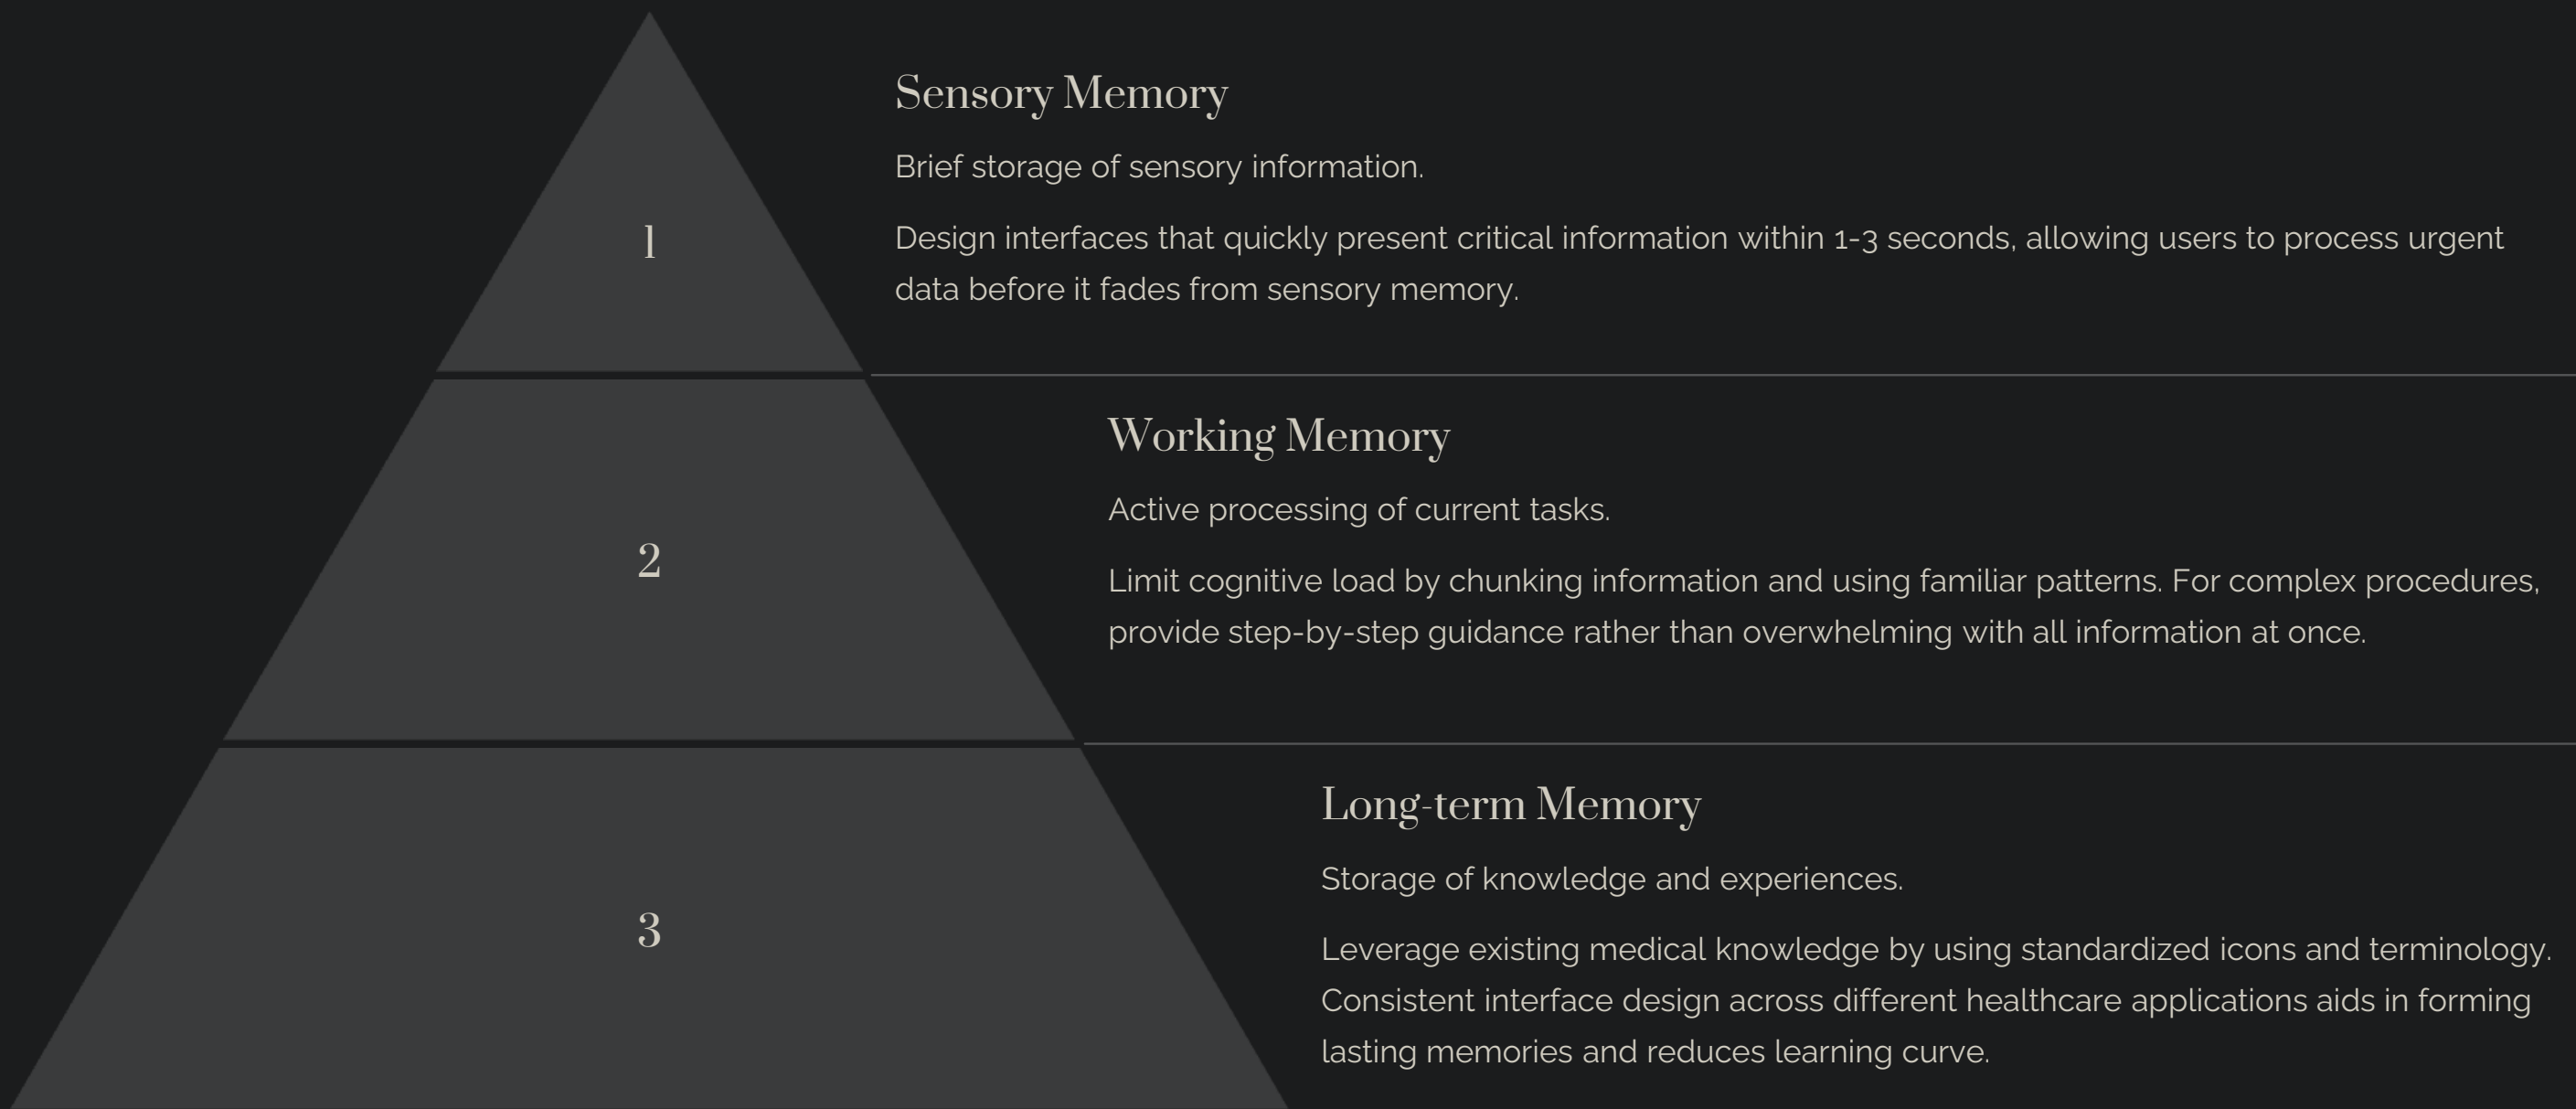 1
Sensory Memory
Brief storage of sensory information.
Design interfaces that quickly present critical information within 1-3 seconds, allowing users to process urgent
data before it fades from sensory memory.
2
Working Memory
Active processing of current tasks.
Limit cognitive load by chunking information and using familiar patterns. For complex procedures,
provide step-by-step guidance rather than overwhelming with all information at once.
3
Long-term Memory
Storage of knowledge and experiences.
Leverage existing medical knowledge by using standardized icons and terminology.
Consistent interface design across different healthcare applications aids in forming
lasting memories and reduces learning curve.